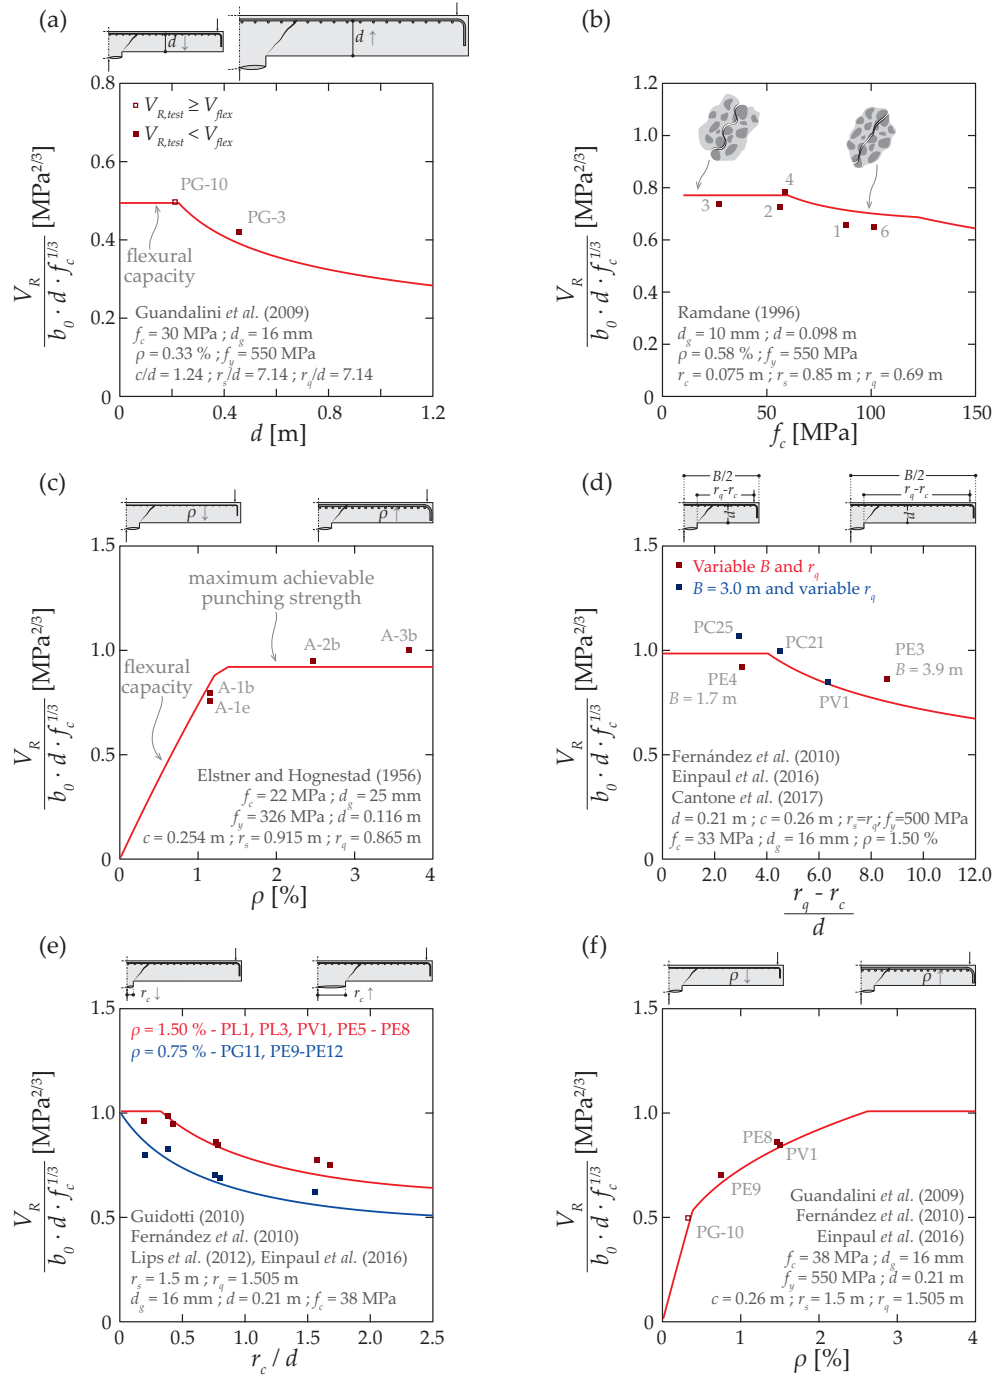 (a)
d ↓
d ↑
V_R / b_0 · d · f_c^{1/3} [MPa^{2/3}]
0.8
0.6
0.4
0.2
0
V_{R,test} ≥ V_{flex}
V_{R,test} < V_{flex}
PG-10
PG-3
flexural
capacity
Guandalini et al. (2009)
f_c = 30 MPa ; d_g = 16 mm
ρ = 0.33 % ; f_y = 550 MPa
c/d = 1.24 ; r_s/d = 7.14 ; r_q/d = 7.14
0 0.4 0.8 1.2
d [m]
(b)
V_R / b_0 · d · f_c^{1/3} [MPa^{2/3}]
1.2
1.0
0.8
0.6
0.4
0.2
0
4
3
2
1
6
Ramdane (1996)
d_g = 10 mm ; d = 0.098 m
ρ = 0.58 % ; f_y = 550 MPa
r_c = 0.075 m ; r_s = 0.85 m ; r_q = 0.69 m
0 50 100 150
f_c [MPa]
(c)
ρ ↓
ρ ↑
V_R / b_0 · d · f_c^{1/3} [MPa^{2/3}]
1.5
1.0
0.5
0
maximum achievable
punching strength
A-3b
A-2b
flexural
capacity
A-1b
A-1e
Elstner and Hognestad (1956)
f_c = 22 MPa ; d_g = 25 mm
f_y = 326 MPa ; d = 0.116 m
c = 0.254 m ; r_s = 0.915 m ; r_q = 0.865 m
0 1 2 3 4
ρ [%]
(d)
B/2
r_q - r_c
d
B/2
r_q - r_c
d
V_R / b_0 · d · f_c^{1/3} [MPa^{2/3}]
1.5
1.0
0.5
0
Variable B and r_q
B = 3.0 m and variable r_q
PC25
PC21
PE4
B = 1.7 m
PE3
B = 3.9 m
PV1
Fernández et al. (2010)
Einpaul et al. (2016)
Cantone et al. (2017)
d = 0.21 m ; c = 0.26 m ; r_s=r_q; f_y=500 MPa
f_c = 33 MPa ; d_g = 16 mm ; ρ = 1.50 %
0 2.0 4.0 6.0 8.0 10.0 12.0
r_q - r_c
d
(e)
r_c ↓
r_c ↑
V_R / b_0 · d · f_c^{1/3} [MPa^{2/3}]
1.5
1.0
0.5
0
ρ = 1.50 % - PL1, PL3, PV1, PE5 - PE8
ρ = 0.75 % - PG11, PE9-PE12
Guidotti (2010)
Fernández et al. (2010)
Lips et al. (2012), Einpaul et al. (2016)
r_s = 1.5 m ; r_q = 1.505 m
d_g = 16 mm ; d = 0.21 m ; f_c = 38 MPa
0 0.5 1.0 1.5 2.0 2.5
r_c / d
(f)
ρ ↓
ρ ↑
V_R / b_0 · d · f_c^{1/3} [MPa^{2/3}]
1.5
1.0
0.5
0
PE8
PV1
PE9
PG-10
Guandalini et al. (2009)
Fernández et al. (2010)
Einpaul et al. (2016)
f_c = 38 MPa ; d_g = 16 mm
f_y = 550 MPa ; d = 0.21 m
c = 0.26 m ; r_s = 1.5 m ; r_q = 1.505 m
0 1 2 3 4
ρ [%]